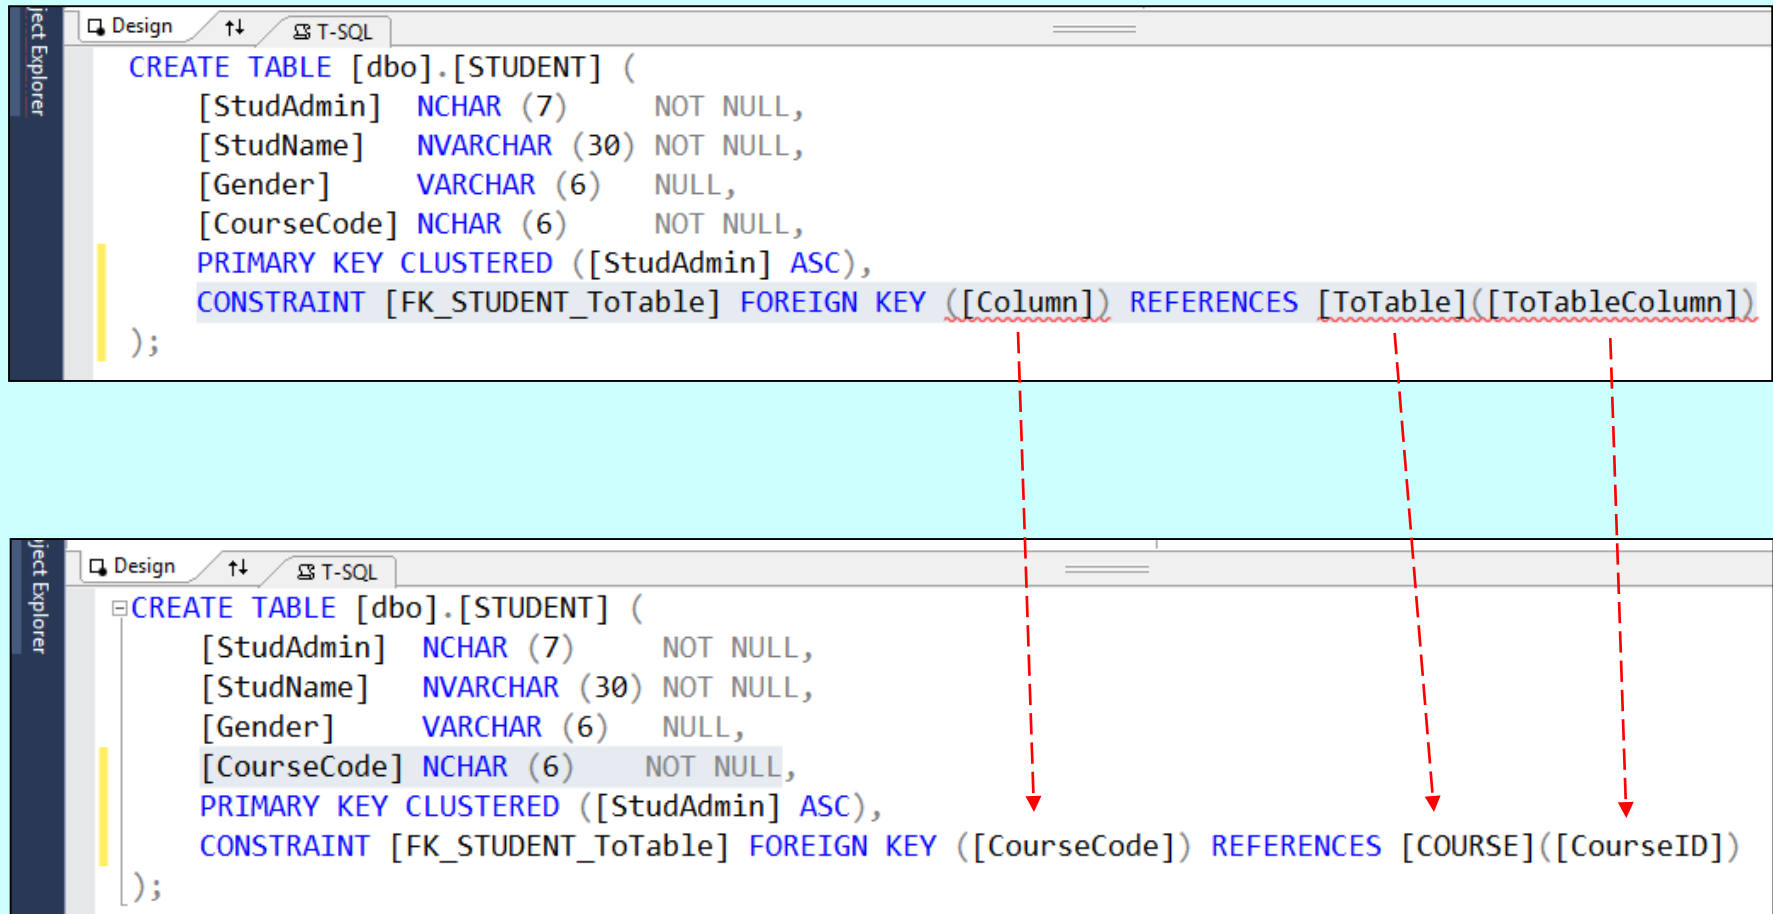 ject Explorer
Design
T-SQL
CREATE TABLE [dbo].[STUDENT] (
[StudAdmin] NCHAR (7) NOT NULL,
[StudName] NVARCHAR (30) NOT NULL,
[Gender] VARCHAR (6) NULL,
[CourseCode] NCHAR (6) NOT NULL,
PRIMARY KEY CLUSTERED ([StudAdmin] ASC),
CONSTRAINT [FK_STUDENT_ToTable] FOREIGN KEY ([Column]) REFERENCES [ToTable]([ToTableColumn])
);
ject Explorer
Design
T-SQL
CREATE TABLE [dbo].[STUDENT] (
[StudAdmin] NCHAR (7) NOT NULL,
[StudName] NVARCHAR (30) NOT NULL,
[Gender] VARCHAR (6) NULL,
[CourseCode] NCHAR (6) NOT NULL,
PRIMARY KEY CLUSTERED ([StudAdmin] ASC),
CONSTRAINT [FK_STUDENT_ToTable] FOREIGN KEY ([CourseCode]) REFERENCES [COURSE]([CourseID])
);